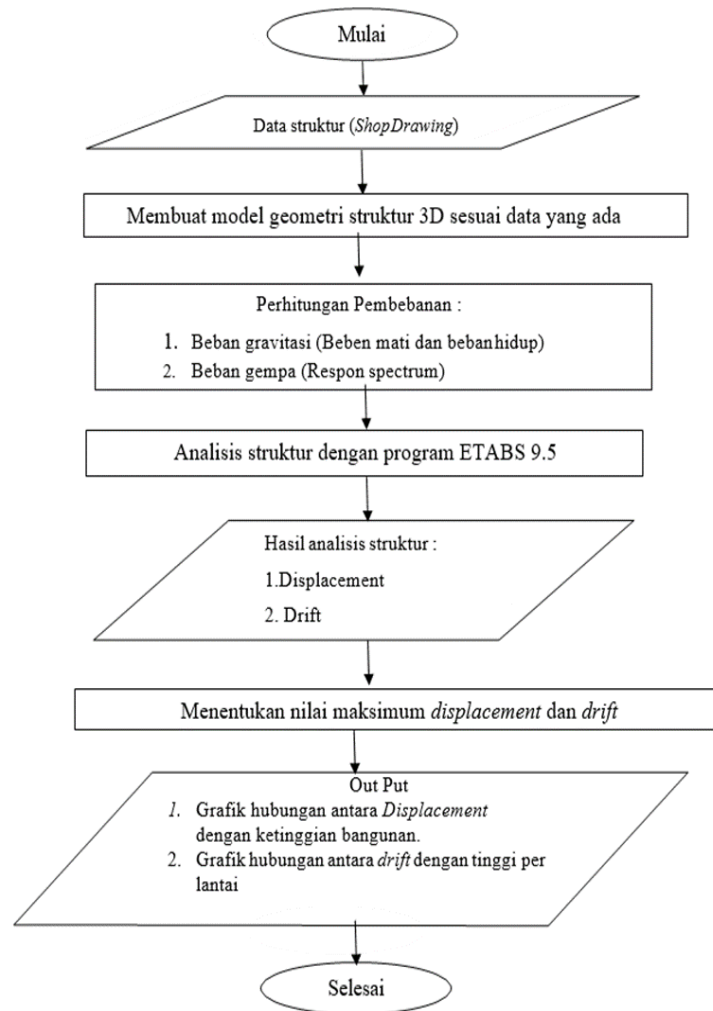 Mulai
Data struktur (ShopDrawing)
Membuat model geometri struktur 3D sesuai data yang ada
Perhitungan Pembebanan :
1. Beban gravitasi (Beben mati dan bebanhidup)
2. Beban gempa (Respon spectrum)
Analisis struktur dengan program ETABS 9.5
Hasil analisis struktur :
1.Displacement
2. Drift
Menentukan nilai maksimum displacement dan drift
Out Put
1. Grafik hubungan antara Displacement
dengan ketinggian bangunan.
2. Grafik hubungan antara drift dengan tinggi per
lantai
Selesai